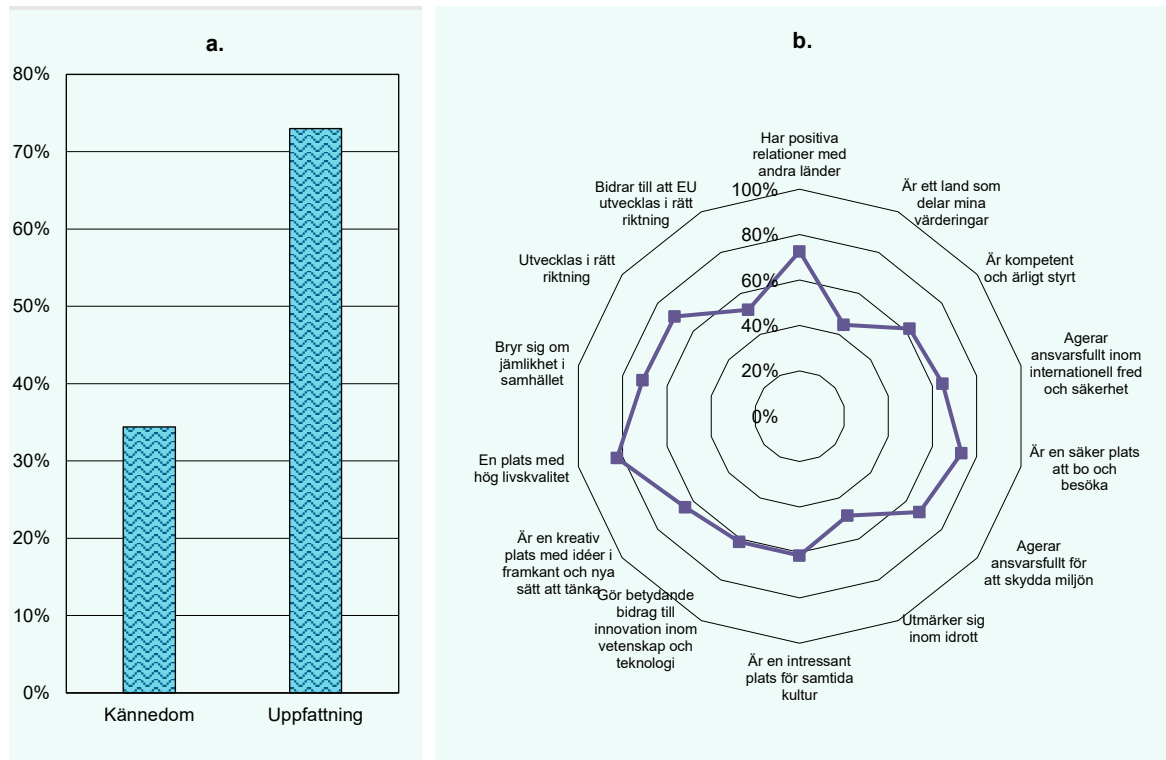 a.
80%
70%
60%
50%
40%
30%
20%
10%
0%
Kännedom
Uppfattning
b.
Har positiva
relationer med
andra länder
Är ett land som
delar mina
värderingar
Är kompetent
och ärligt styrt
Agerar
ansvarsfullt inom
internationell fred
och säkerhet
Är en säker plats
att bo och
besöka
Agerar
ansvarsfullt för
att skydda miljön
Utmärker sig
inom idrott
Är en intressant
plats för samtida
kultur
Gör betydande
bidrag till
innovation inom
vetenskap och
teknologi
Är en kreativ
plats med idéer i
framkant och nya
sätt att tänka
En plats med
hög livskvalitet
Bryr sig om
jämlikhet i
samhället
Utvecklas i rätt
riktning
Bidrar till att EU
utvecklas i rätt
riktning
100%
80%
60%
40%
20%
0%